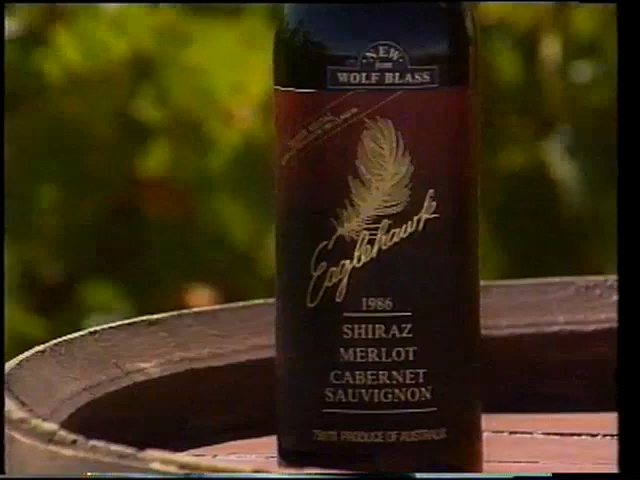 NEW
from
WOLF BLASS
Eaglehawk
1986
SHIRAZ
MERLOT
CABERNET
SAUVIGNON
PRODUCE OF AUSTRALIA